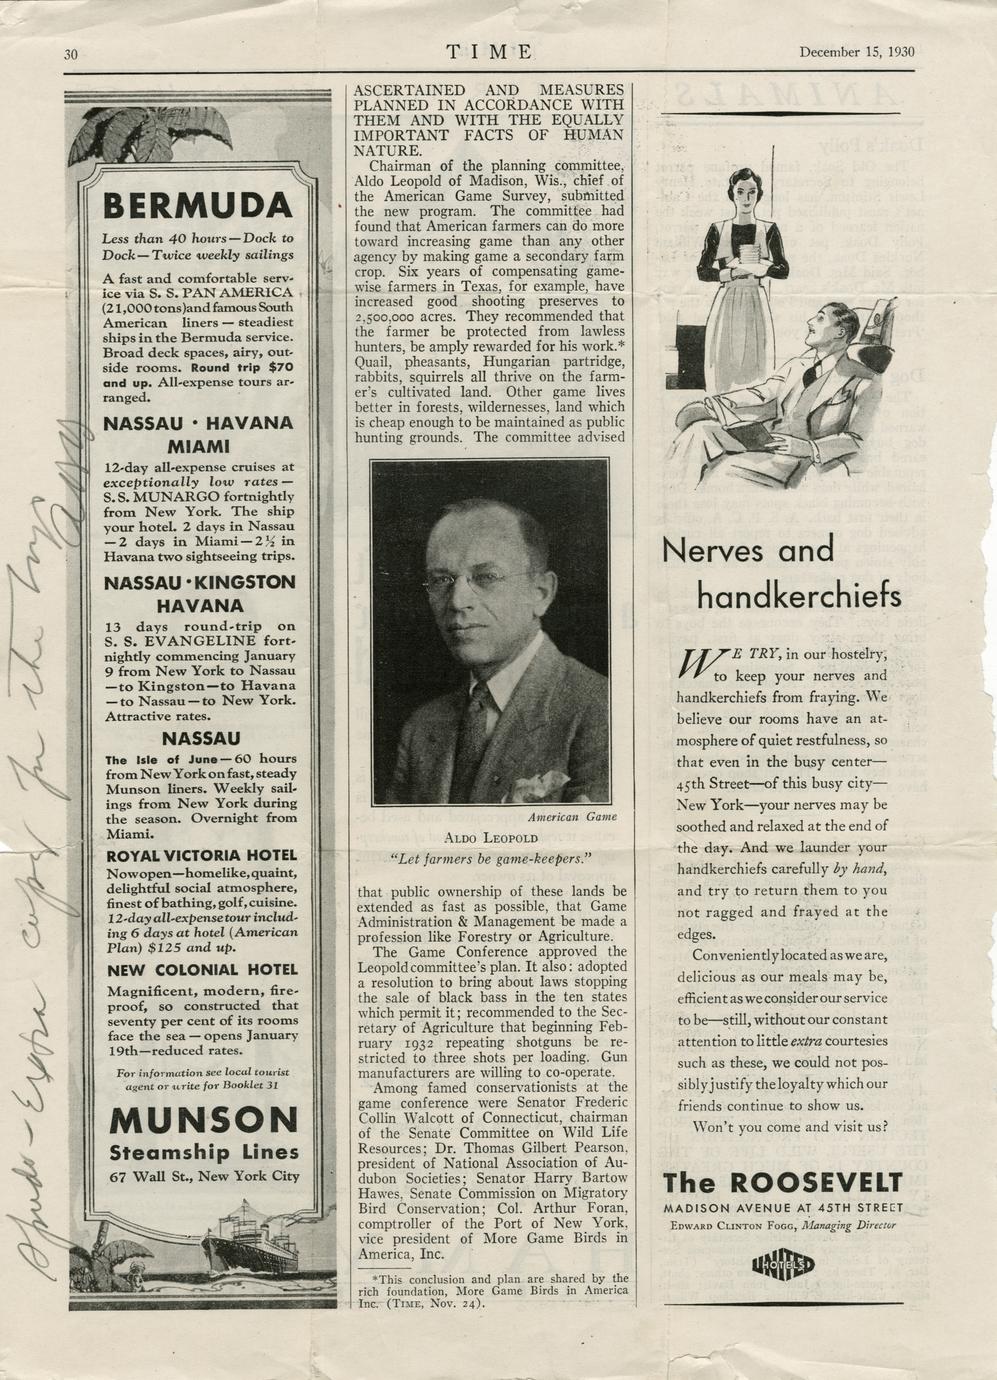 30
TIME
December 15, 1930
BERMUDA
Less than 40 hours—Dock to
Dock—Twice weekly sailings
A fast and comfortable serv-
ice via S. S. PAN AMERICA
(21,000 tons) and famous South
American liners — steadiest
ships in the Bermuda service.
Broad deck spaces, airy, out-
side rooms. Round trip $70
and up. All-expense tours ar-
ranged.
NASSAU · HAVANA
MIAMI
12-day all-expense cruises at
exceptionally low rates —
S. S. MUNARGO fortnightly
from New York. The ship
your hotel. 2 days in Nassau
—2 days in Miami—2½ in
Havana two sightseeing trips.
NASSAU · KINGSTON
HAVANA
13 days round-trip on
S. S. EVANGELINE fort-
nightly commencing January
9 from New York to Nassau
—to Kingston—to Havana
—to Nassau—to New York.
Attractive rates.
NASSAU
The Isle of June—60 hours
from New York on fast, steady
Munson liners. Weekly sail-
ings from New York during
the season. Overnight from
Miami.
ROYAL VICTORIA HOTEL
Now open—homelike, quaint,
delightful social atmosphere,
finest of bathing, golf, cuisine.
12-day all-expense tour includ-
ing 6 days at hotel (American
Plan) $125 and up.
NEW COLONIAL HOTEL
Magnificent, modern, fire-
proof, so constructed that
seventy per cent of its rooms
face the sea — opens January
19th—reduced rates.
For information see local tourist
agent or write for Booklet 31
MUNSON
Steamship Lines
67 Wall St., New York City
ASCERTAINED AND MEASURES
PLANNED IN ACCORDANCE WITH
THEM AND WITH THE EQUALLY
IMPORTANT FACTS OF HUMAN
NATURE.
Chairman of the planning committee,
Aldo Leopold of Madison, Wis., chief of
the American Game Survey, submitted
the new program. The committee had
found that American farmers can do more
toward increasing game than any other
agency by making game a secondary farm
crop. Six years of compensating game-
wise farmers in Texas, for example, have
increased good shooting preserves to
2,500,000 acres. They recommended that
the farmer be protected from lawless
hunters, be amply rewarded for his work.*
Quail, pheasants, Hungarian partridge,
rabbits, squirrels all thrive on the farm-
er's cultivated land. Other game lives
better in forests, wildernesses, land which
is cheap enough to be maintained as public
hunting grounds. The committee advised
American Game
ALDO LEOPOLD
"Let farmers be game-keepers."
that public ownership of these lands be
extended as fast as possible, that Game
Administration & Management be made a
profession like Forestry or Agriculture.
The Game Conference approved the
Leopold committee's plan. It also: adopted
a resolution to bring about laws stopping
the sale of black bass in the ten states
which permit it; recommended to the Sec-
retary of Agriculture that beginning Feb-
ruary 1932 repeating shotguns be re-
stricted to three shots per loading. Gun
manufacturers are willing to co-operate.
Among famed conservationists at the
game conference were Senator Frederic
Collin Walcott of Connecticut, chairman
of the Senate Committee on Wild Life
Resources; Dr. Thomas Gilbert Pearson,
president of National Association of Au-
dubon Societies; Senator Harry Bartow
Hawes, Senate Commission on Migratory
Bird Conservation; Col. Arthur Foran,
comptroller of the Port of New York,
vice president of More Game Birds in
America, Inc.
*This conclusion and plan are shared by the
rich foundation, More Game Birds in America
Inc. (TIME, Nov. 24).
Nerves and
handkerchiefs
WE TRY, in our hostelry,
to keep your nerves and
handkerchiefs from fraying. We
believe our rooms have an at-
mosphere of quiet restfulness, so
that even in the busy center—
45th Street—of this busy city—
New York—your nerves may be
soothed and relaxed at the end of
the day. And we launder your
handkerchiefs carefully by hand,
and try to return them to you
not ragged and frayed at the
edges.
Conveniently located as we are,
delicious as our meals may be,
efficient as we consider our service
to be—still, without our constant
attention to little extra courtesies
such as these, we could not pos-
sibly justify the loyalty which our
friends continue to show us.
Won't you come and visit us?
The ROOSEVELT
MADISON AVENUE AT 45TH STREET
EDWARD CLINTON FOGG, Managing Director
UNITED
HOTELS
Extra copy for the boys